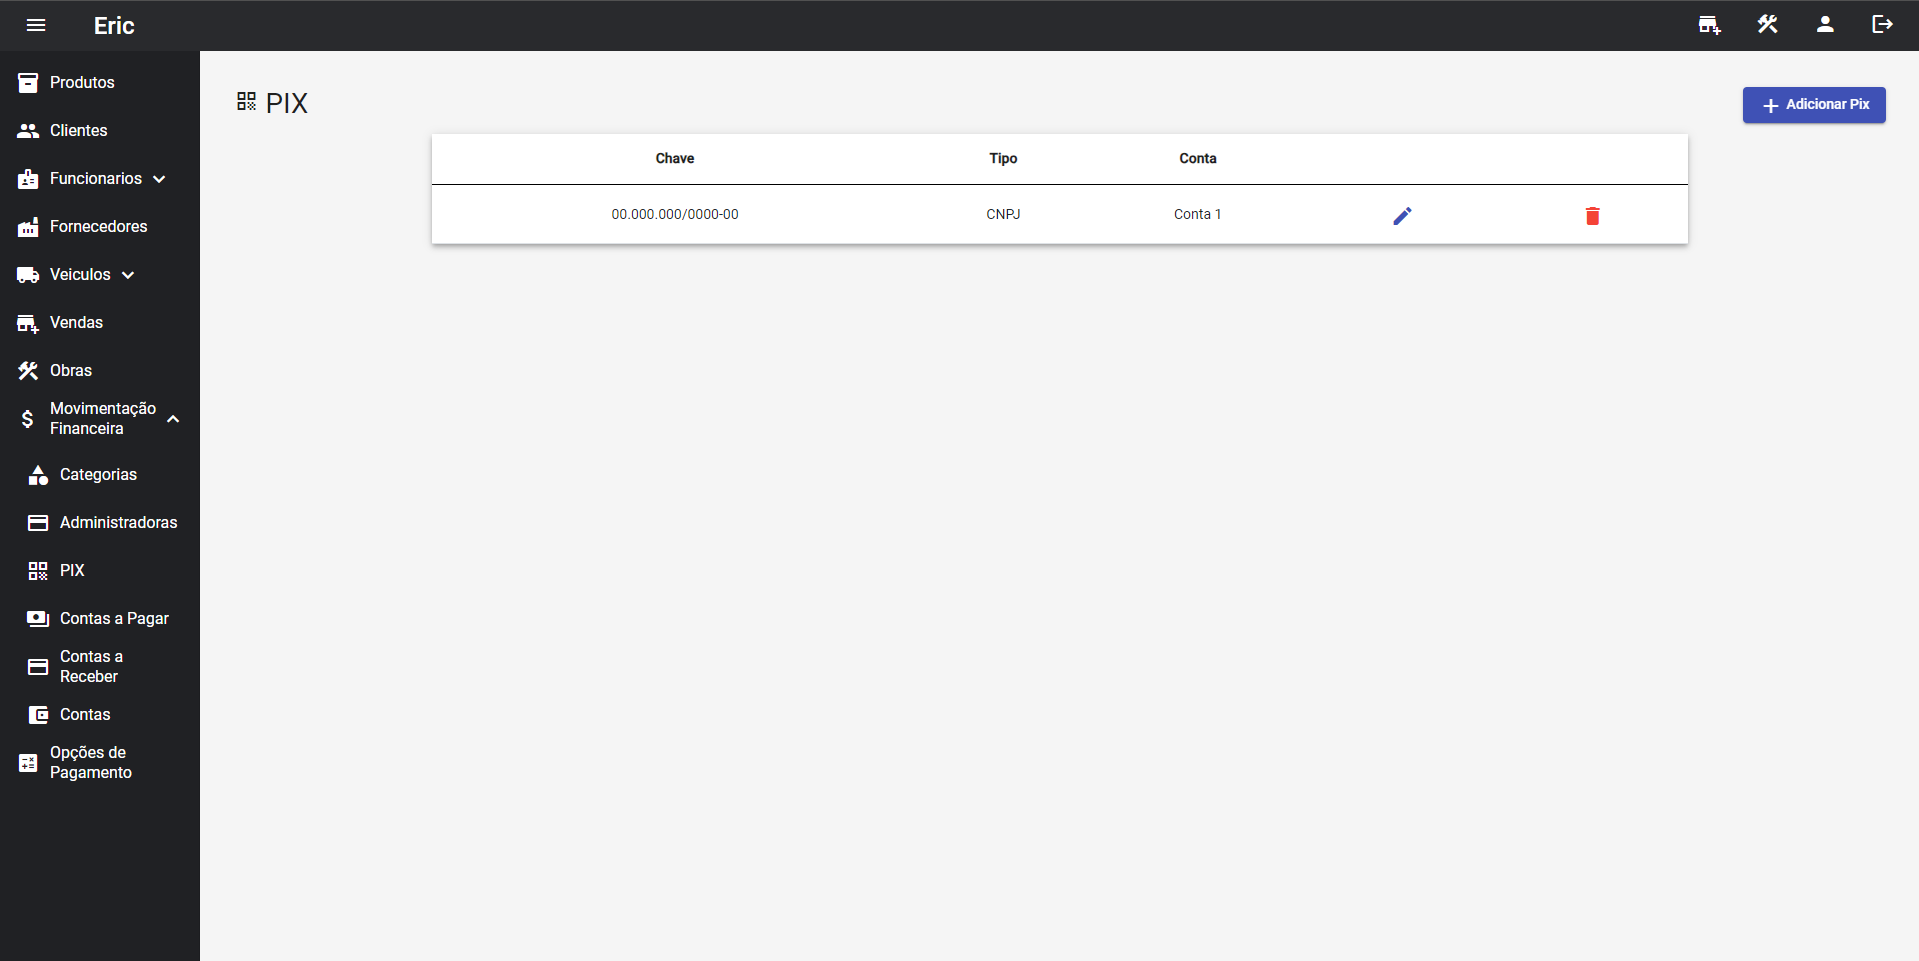 Eric
Produtos
Clientes
Funcionarios
Fornecedores
Veiculos
Vendas
Obras
Movimentação
Financeira
Categorias
Administradoras
PIX
Contas a Pagar
Contas a
Receber
Contas
Opções de
Pagamento
PIX
Adicionar Pix
Chave Tipo Conta
00.000.000/0000-00 CNPJ Conta 1